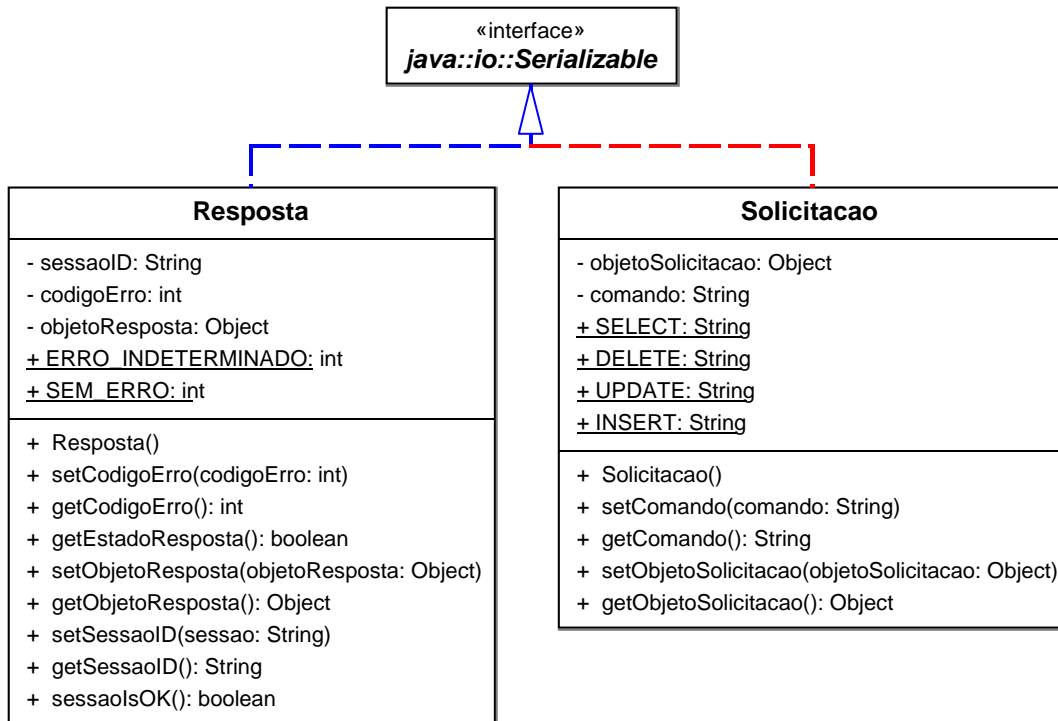 «interface»
java::io::Serializable
Resposta
- sessaoID: String
- codigoErro: int
- objetoResposta: Object
+ ERRO_INDETERMINADO: int
+ SEM_ERRO: int
+ Resposta()
+ setCodigoErro(codigoErro: int)
+ getCodigoErro(): int
+ getEstadoResposta(): boolean
+ setObjetoResposta(objetoResposta: Object)
+ getObjetoResposta(): Object
+ setSessaoID(sessao: String)
+ getSessaoID(): String
+ sessaoIsOK(): boolean
Solicitacao
- objetoSolicitacao: Object
- comando: String
+ SELECT: String
+ DELETE: String
+ UPDATE: String
+ INSERT: String
+ Solicitacao()
+ setComando(comando: String)
+ getComando(): String
+ setObjetoSolicitacao(objetoSolicitacao: Object)
+ getObjetoSolicitacao(): Object